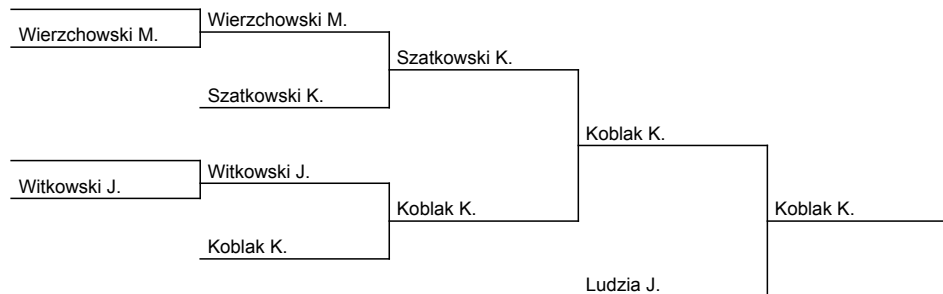 Wierzchowski M.
Wierzchowski M.
Szatkowski K.
Szatkowski K.
Koblak K.
Witkowski J.
Witkowski J.
Koblak K.
Koblak K.
Koblak K.
Ludzia J.